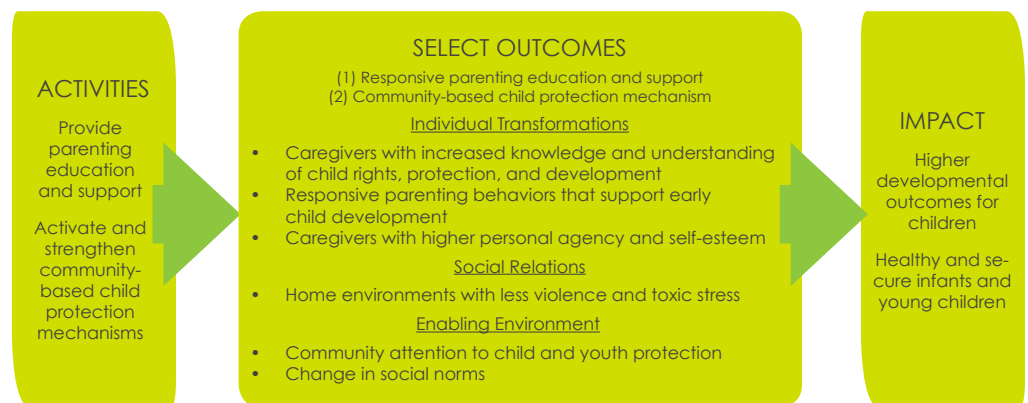 ACTIVITIES
Provide
parenting
education
and support
Activate and
strengthen
community-
based child
protection
mechanisms
SELECT OUTCOMES
(1) Responsive parenting education and support
(2) Community-based child protection mechanism
Individual Transformations
• Caregivers with increased knowledge and understanding
of child rights, protection, and development
• Responsive parenting behaviors that support early
child development
• Caregivers with higher personal agency and self-esteem
Social Relations
• Home environments with less violence and toxic stress
Enabling Environment
• Community attention to child and youth protection
• Change in social norms
IMPACT
Higher
developmental
outcomes for
children
Healthy and se-
cure infants and
young children